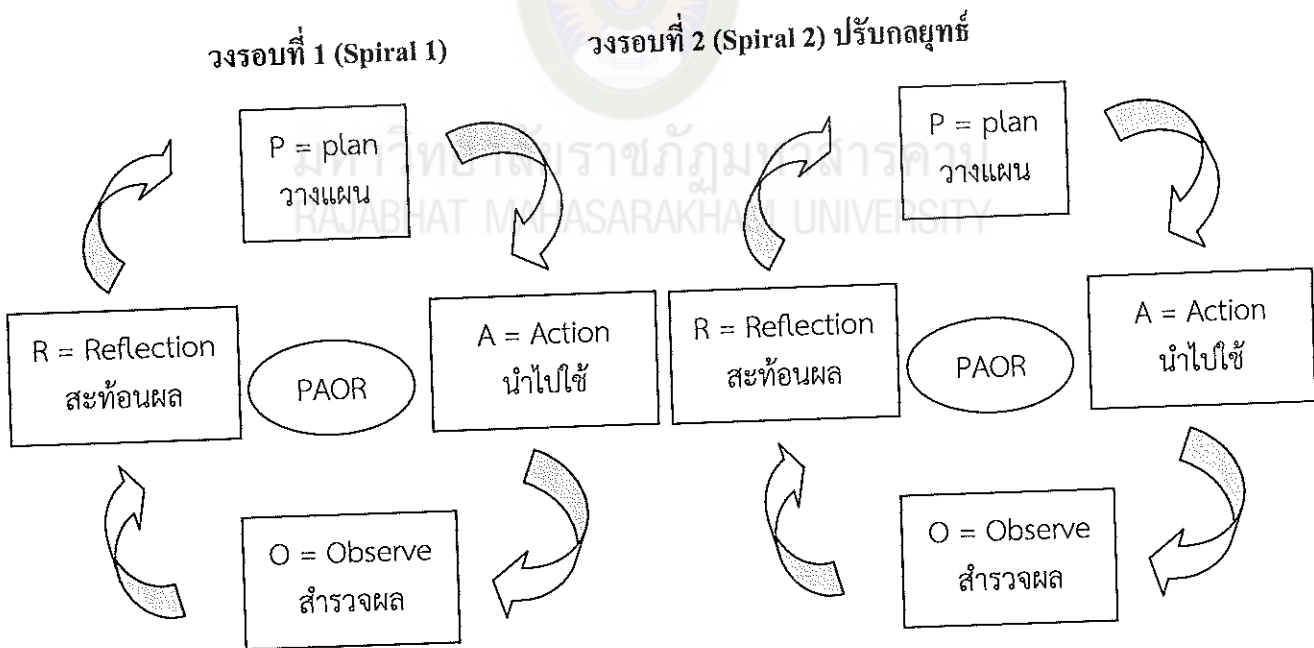 วงรอบที่ 1 (Spiral 1)
วงรอบที่ 2 (Spiral 2) ปรับกลยุทธ์
P = plan
วางแผน
R = Reflection
สะท้อนผล
PAOR
A = Action
นำไปใช้
O = Observe
สำรวจผล
P = plan
วางแผน
R = Reflection
สะท้อนผล
PAOR
A = Action
นำไปใช้
O = Observe
สำรวจผล
มหาวิทยาลัยราชภัฏมหาสารคาม
RAJABHAT MAHASARAKHAM UNIVERSITY